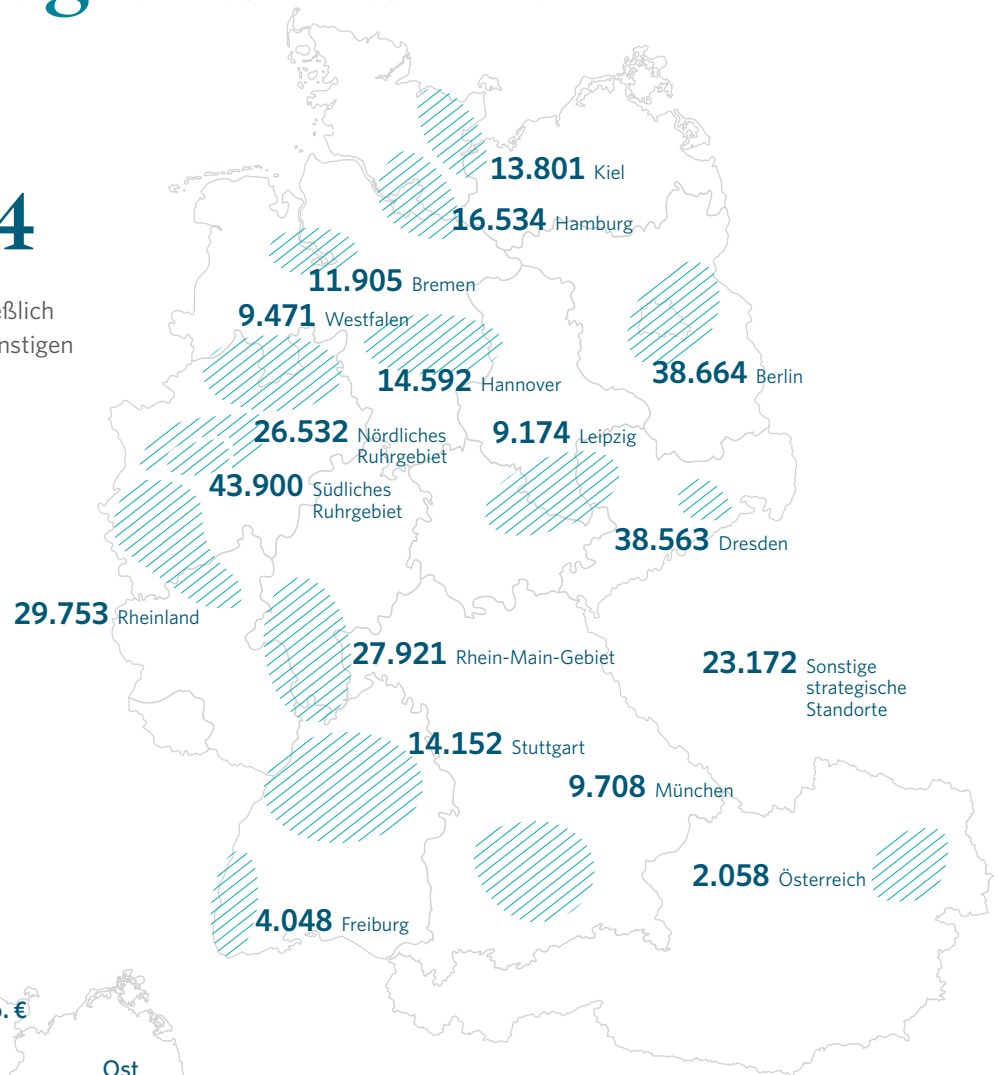 g
4
eßlich
nstigen
13.801 Kiel
16.534 Hamburg
11.905 Bremen
9.471 Westfalen
14.592 Hannover
38.664 Berlin
26.532 Nördliches
Ruhrgebiet
9.174 Leipzig
43.900 Südliches
Ruhrgebiet
38.563 Dresden
29.753 Rheinland
27.921 Rhein-Main-Gebiet
23.172 Sonstige
strategische
Standorte
14.152 Stuttgart
9.708 München
2.058 Österreich
4.048 Freiburg
. €
Ost